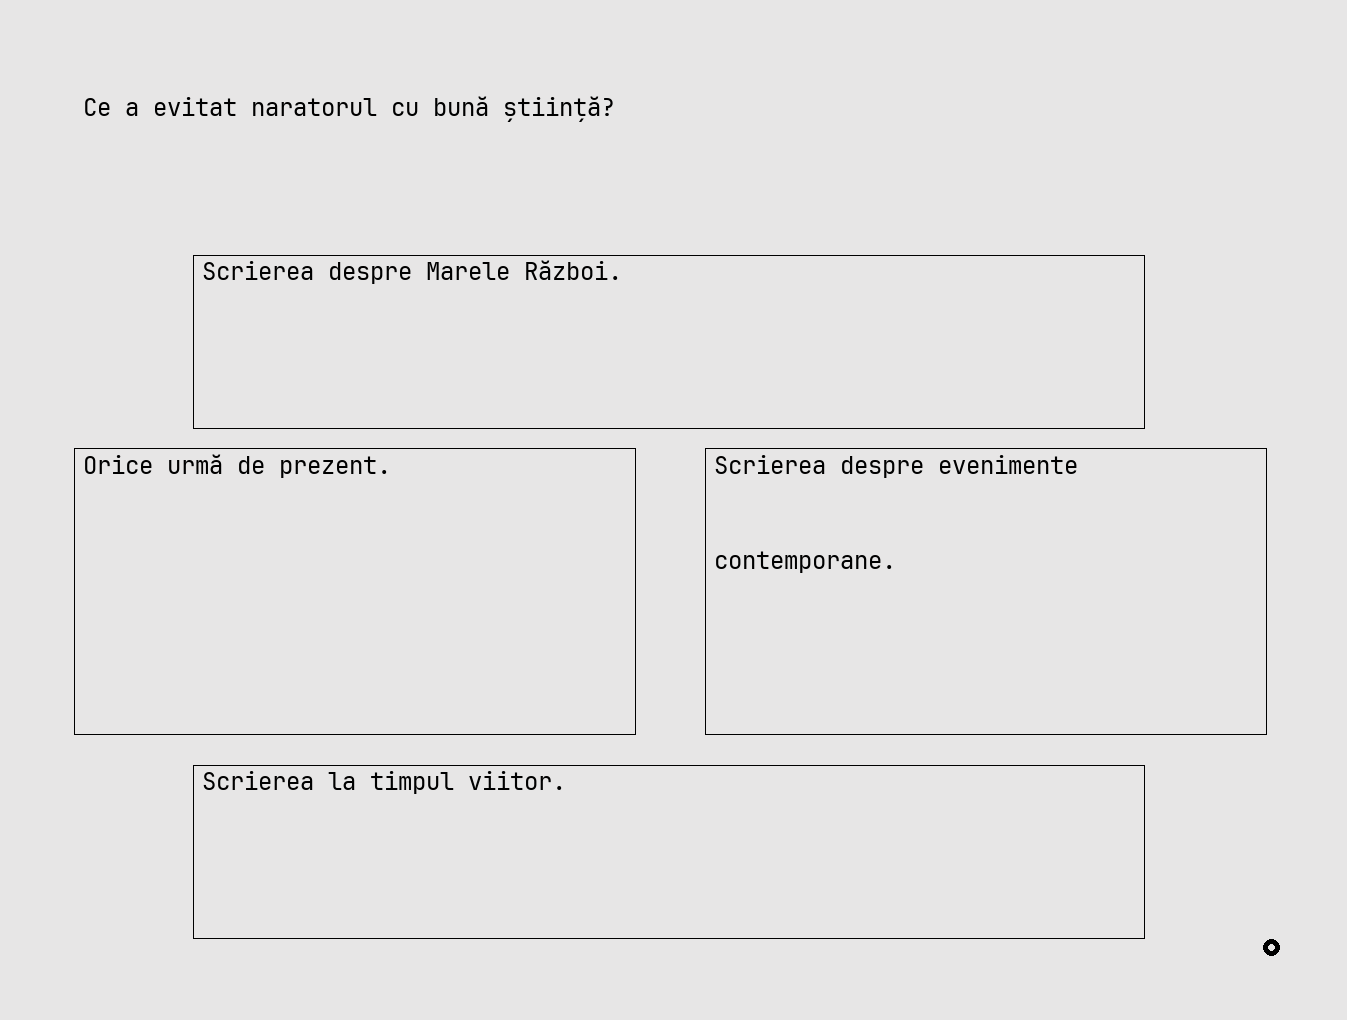 Ce a evitat naratorul cu bună știință?
Scrierea despre Marele Război.
Orice urmă de prezent.
Scrierea despre evenimente
contemporane.
Scrierea la timpul viitor.